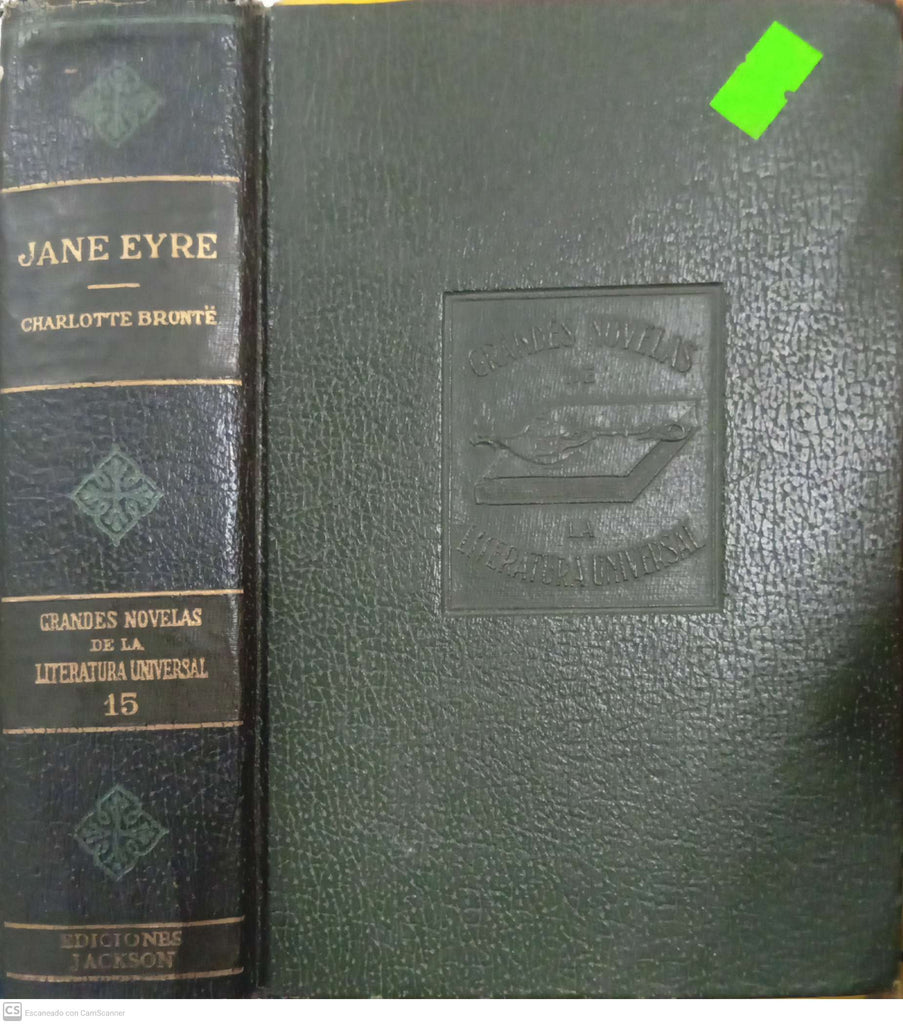 JANE EYRE
CHARLOTTE BRONTË
GRANDES NOVELAS
DE LA
LITERATURA UNIVERSAL
15
EDICIONES
JACKSON
GRANDES NOVELAS
DE
LA
LITERATURA UNIVERSAL
CS Escaneado con CamScanner